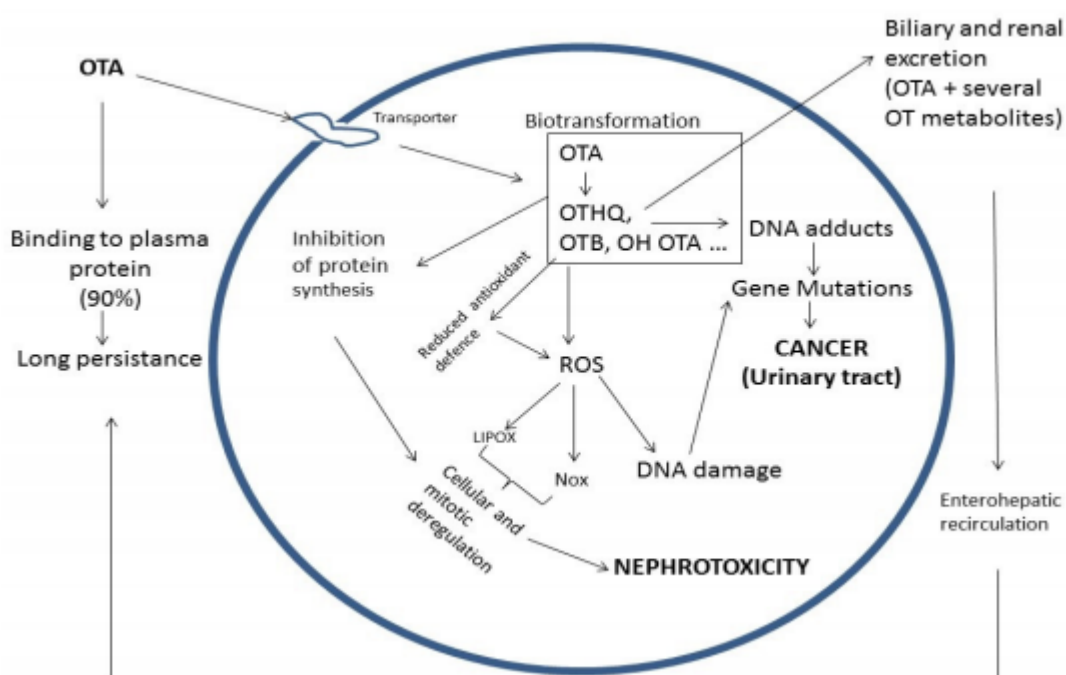 OTA
Binding to plasma
protein
(90%)
Long persistance
Transporter
Biotransformation
OTA
OTHQ,
OTB, OH OTA ...
Biliary and renal
excretion
(OTA + several
OT metabolites)
Inhibition
of protein
synthesis
Reduced antioxidant
defence
ROS
DNA adducts
Gene Mutations
CANCER
(Urinary tract)
LIPOX
Nox
DNA damage
Cellular and
mitotic
deregulation
NEPHROTOXICITY
Enterohepatic
recirculation